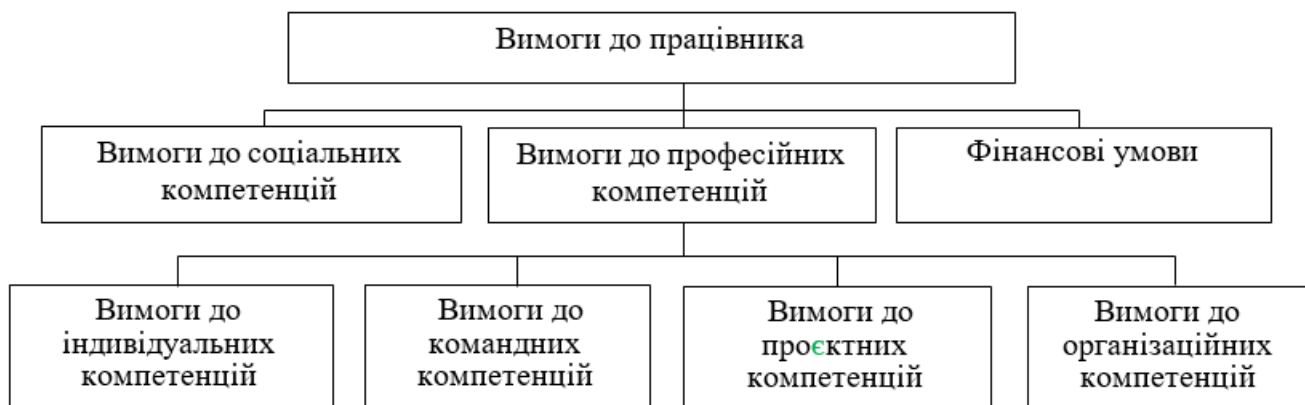 Вимоги до працівника
Вимоги до соціальних
компетенцій
Вимоги до професійних
компетенцій
Фінансові умови
Вимоги до
індивідуальних
компетенцій
Вимоги до
командних
компетенцій
Вимоги до
проєктних
компетенцій
Вимоги до
організаційних
компетенцій